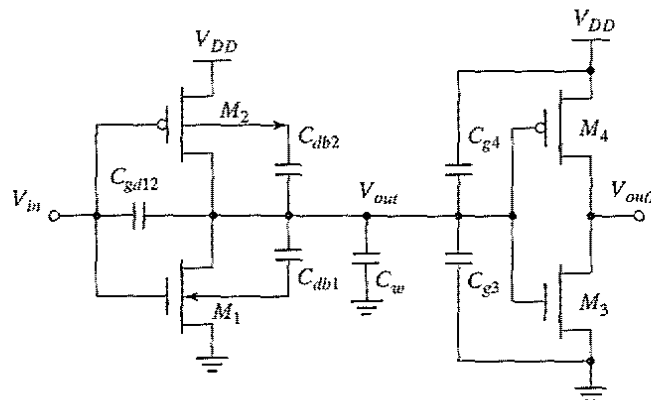 V_DD
V_DD
M_2
M_4
C_db2
C_g4
C_gd12
V_in
V_out
V_out2
C_db1
C_w
C_g3
M_3
M_1